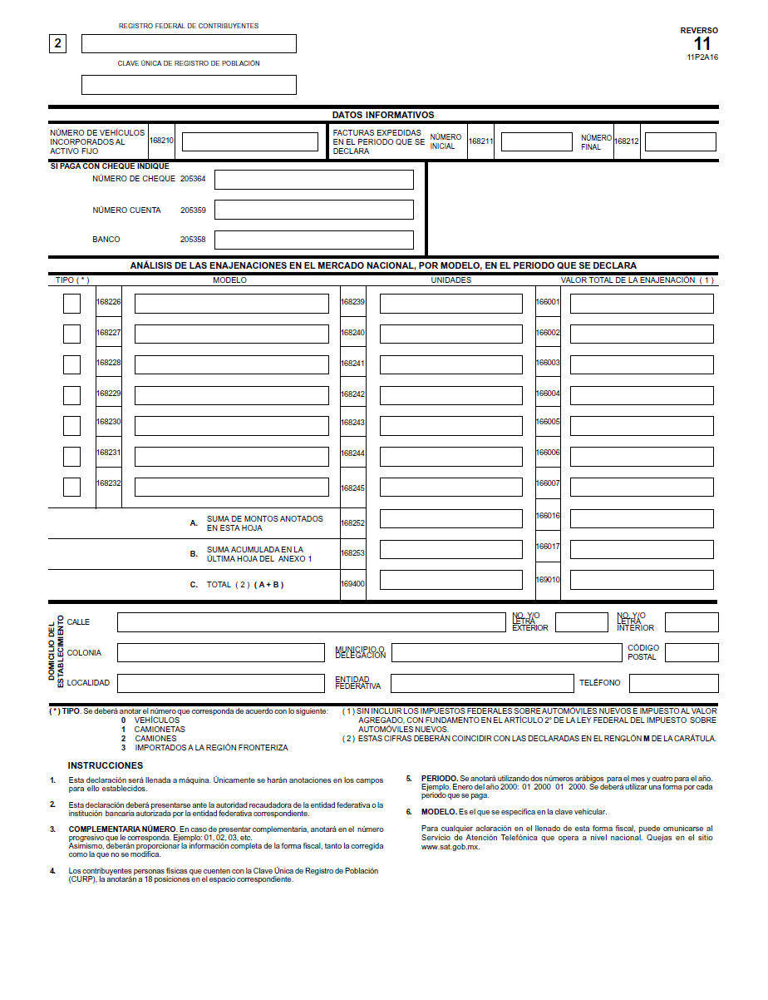 REGISTRO FEDERAL DE CONTRIBUYENTES
2
CLAVE ÚNICA DE REGISTRO DE POBLACIÓN
REVERSO
11
11P2A16
DATOS INFORMATIVOS
NÚMERO DE VEHÍCULOS
INCORPORADOS AL
ACTIVO FIJO
168210
FACTURAS EXPEDIDAS
EN EL PERIODO QUE SE
DECLARA
NÚMERO
INICIAL
168211
NÚMERO
FINAL
168212
SI PAGA CON CHEQUE INDIQUE
NÚMERO DE CHEQUE 205364
NÚMERO CUENTA 205359
BANCO 205358
ANÁLISIS DE LAS ENAJENACIONES EN EL MERCADO NACIONAL, POR MODELO, EN EL PERIODO QUE SE DECLARA
TIPO ( * ) MODELO UNIDADES VALOR TOTAL DE LA ENAJENACIÓN ( 1 )
168226 168239 166001
168227 168240 166002
168228 168241 166003
168229 168242 166004
168230 168243 166005
168231 168244 166006
168232 168245 166007
A. SUMA DE MONTOS ANOTADOS
EN ESTA HOJA
168252 166016
B. SUMA ACUMULADA EN LA
ÚLTIMA HOJA DEL ANEXO 1
168253 166017
C. TOTAL ( 2 ) ( A + B ) 169400 169010
DOMICILIO DEL
ESTABLECIMIENTO
CALLE
NO. Y/O
LETRA
EXTERIOR
NO. Y/O
LETRA
INTERIOR
COLONIA
MUNICIPIO O
DELEGACIÓN
CÓDIGO
POSTAL
LOCALIDAD
ENTIDAD
FEDERATIVA
TELÉFONO
( * ) TIPO. Se deberá anotar el número que corresponda de acuerdo con lo siguiente:
0 VEHÍCULOS
1 CAMIONETAS
2 CAMIONES
3 IMPORTADOS A LA REGIÓN FRONTERIZA
( 1 ) SIN INCLUIR LOS IMPUESTOS FEDERALES SOBRE AUTOMÓVILES NUEVOS E IMPUESTO AL VALOR
AGREGADO, CON FUNDAMENTO EN EL ARTÍCULO 2° DE LA LEY FEDERAL DEL IMPUESTO SOBRE
AUTOMÓVILES NUEVOS.
( 2 ) ESTAS CIFRAS DEBERÁN COINCIDIR CON LAS DECLARADAS EN EL RENGLÓN M DE LA CARÁTULA.
INSTRUCCIONES
1. Esta declaración será llenada a máquina. Únicamente se harán anotaciones en los campos
para ello establecidos.
2. Esta declaración deberá presentarse ante la autoridad recaudadora de la entidad federativa o la
institución bancaria autorizada por la entidad federativa correspondiente.
3. COMPLEMENTARIA NÚMERO. En caso de presentar complementaria, anotará en el número
progresivo que le corresponda. Ejemplo: 01, 02, 03, etc.
Asimismo, deberán proporcionar la información completa de la forma fiscal, tanto la corregida
como la que no se modifica.
4. Los contribuyentes personas físicas que cuenten con la Clave Única de Registro de Población
(CURP), la anotarán a 18 posiciones en el espacio correspondiente.
5. PERIODO. Se anotará utilizando dos números arábigos para el mes y cuatro para el año.
Ejemplo. Enero del año 2000: 01 2000 01 2000. Se deberá utilizar una forma por cada
periodo que se paga.
6. MODELO. Es el que se especifica en la clave vehicular.
Para cualquier aclaración en el llenado de esta forma fiscal, puede omunicarse al
Servicio de Atención Telefónica que opera a nivel nacional. Quejas en el sitio
www.sat.gob.mx.